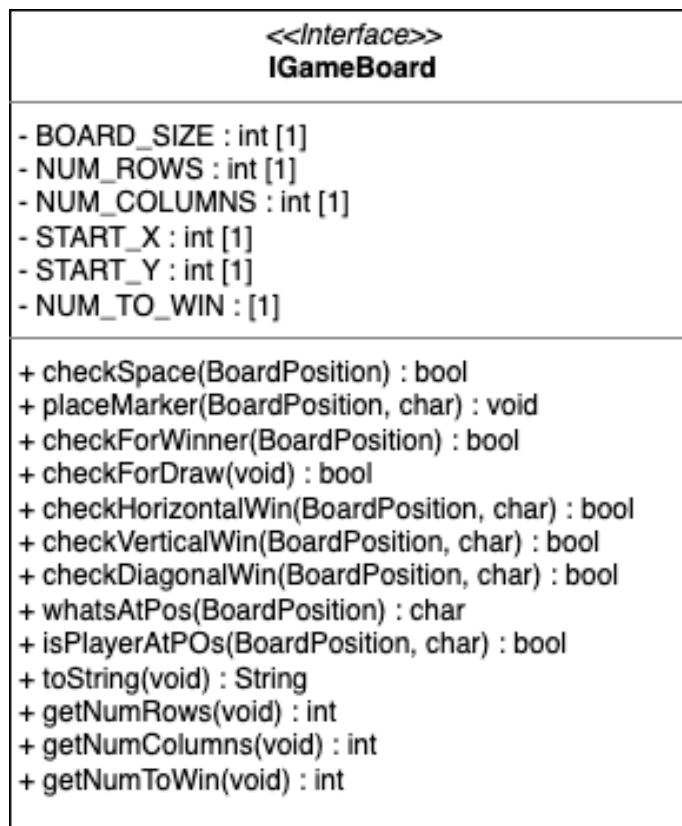 <<Interface>>
IGameBoard
- BOARD_SIZE : int [1]
- NUM_ROWS : int [1]
- NUM_COLUMNS : int [1]
- START_X : int [1]
- START_Y : int [1]
- NUM_TO_WIN : [1]
+ checkSpace(BoardPosition) : bool
+ placeMarker(BoardPosition, char) : void
+ checkForWinner(BoardPosition) : bool
+ checkForDraw(void) : bool
+ checkHorizontalWin(BoardPosition, char) : bool
+ checkVerticalWin(BoardPosition, char) : bool
+ checkDiagonalWin(BoardPosition, char) : bool
+ whatsAtPos(BoardPosition) : char
+ isPlayerAtPOs(BoardPosition, char) : bool
+ toString(void) : String
+ getNumRows(void) : int
+ getNumColumns(void) : int
+ getNumToWin(void) : int